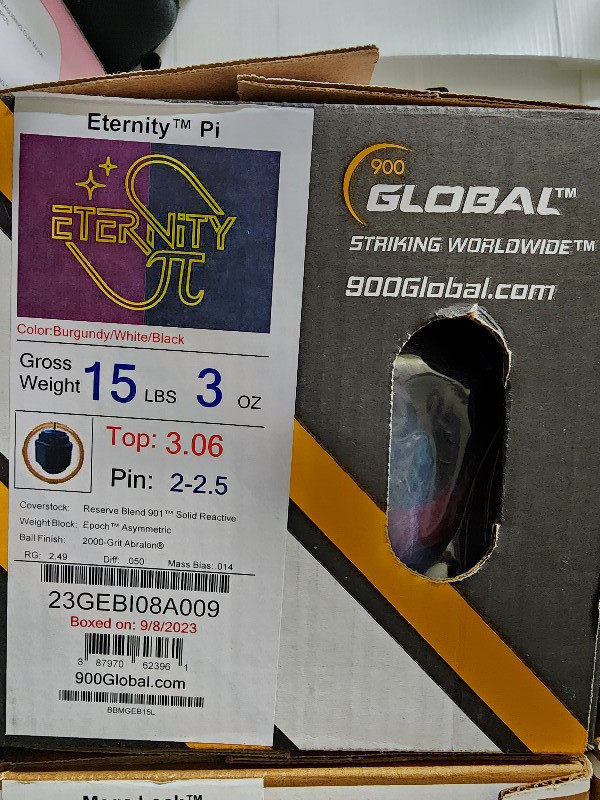 Eternity™ Pi
ETERNITY
π
Color:Burgundy/White/Black
Gross Weight 15 LBS 3 OZ
Top: 3.06
Pin: 2-2.5
Coverstock: Reserve Blend 901™ Solid Reactive
Weight Block: Epoch™ Asymmetric
Ball Finish: 2000-Grit Abralon®
RG: 2.49 Diff: .050 Mass Bias: .014
23GEBI08A009
Boxed on: 9/8/2023
8 87970 62396 1
900Global.com
BBMGEB15L
900
GLOBAL™
STRIKING WORLDWIDE™
900Global.com